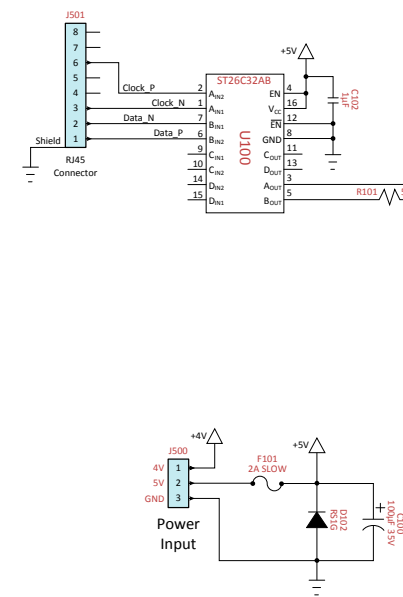 J501
8
7
6
5
4
3
2
1
Shield
RJ45
Connector
Clock_P
Clock_N
Data_N
Data_P
ST26C32AB
U100
2 AIN2
1 AIN1
7 BIN1
6 BIN2
9 CIN1
10 CIN2
14 DIN2
15 DIN1
EN 4
VCC 16
EN 12
GND 8
COUT 11
DOUT 13
AOUT 3
BOUT 5
+5V
C102
1µF
R101
J500
4V 1
5V 2
GND 3
Power
Input
+4V
F101
2A SLOW
+5V
D102
RS1G
+
C100
100µF 35V